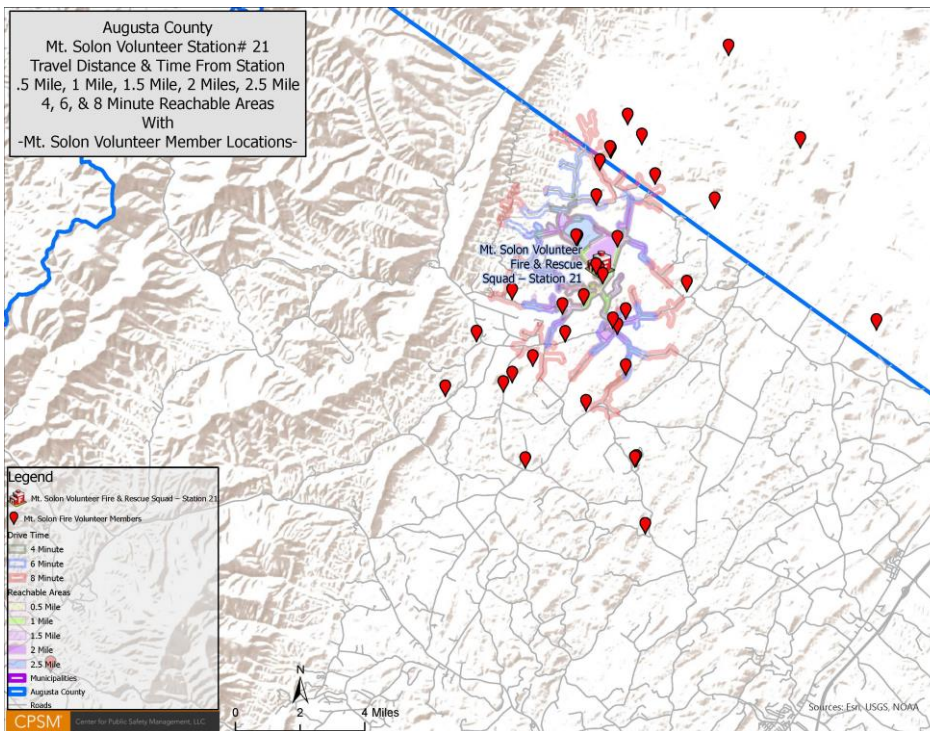 Augusta County
Mt. Solon Volunteer Station# 21
Travel Distance & Time From Station
.5 Mile, 1 Mile, 1.5 Mile, 2 Miles, 2.5 Mile
4, 6, & 8 Minute Reachable Areas
With
-Mt. Solon Volunteer Member Locations-
Mt. Solon Volunteer
Fire & Rescue
Squad – Station 21
Legend
Mt. Solon Volunteer Fire & Rescue Squad – Station 21
Mt. Solon Fire Volunteer Members
Drive Time
4 Minute
6 Minute
8 Minute
Reachable Areas
0.5 Mile
1 Mile
1.5 Mile
2 Mile
2.5 Mile
Municipalities
Augusta County
Roads
CPSM Center for Public Safety Management, LLC.
N
0 2 4 Miles
Sources: Esri, USGS, NOAA